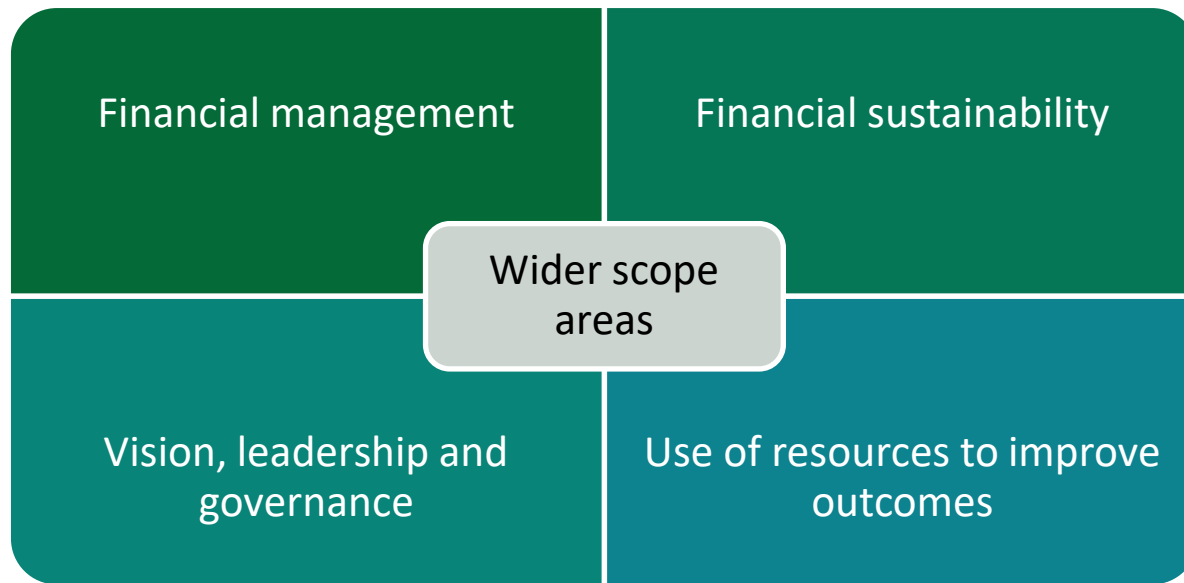 Financial management
Financial sustainability
Wider scope
areas
Vision, leadership and
governance
Use of resources to improve
outcomes